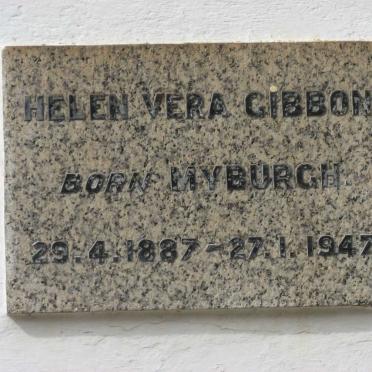 HELEN VERA GIBBON
BORN MYBURGH.
29.4.1887-27.1.1947